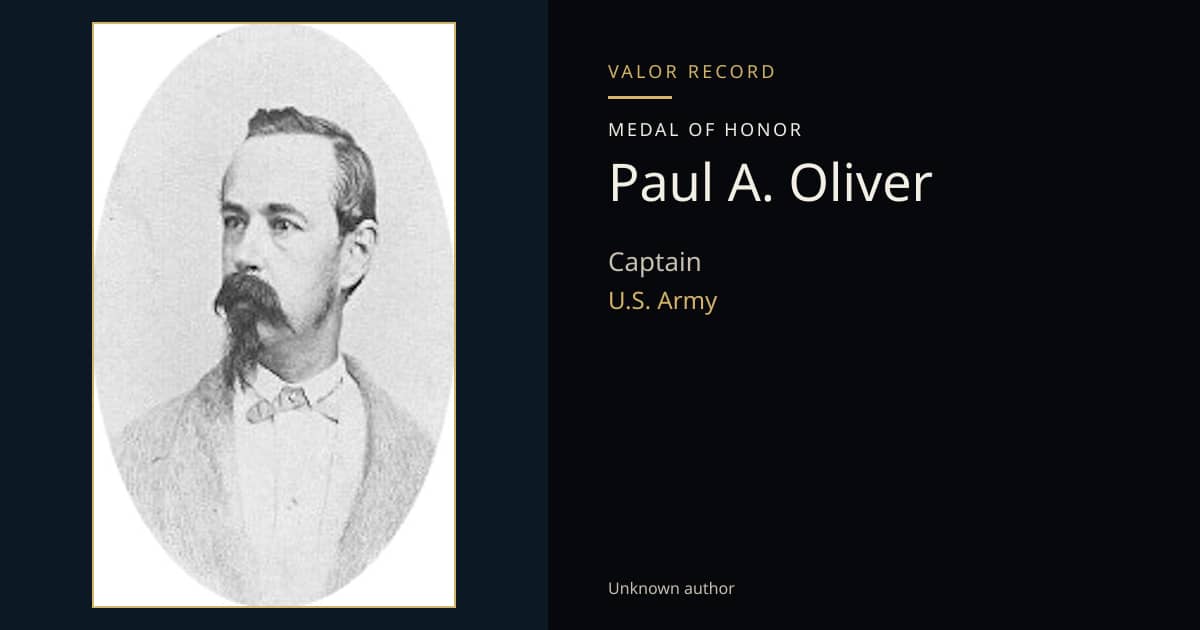 VALOR RECORD
MEDAL OF HONOR
Paul A. Oliver
Captain
U.S. Army
Unknown author